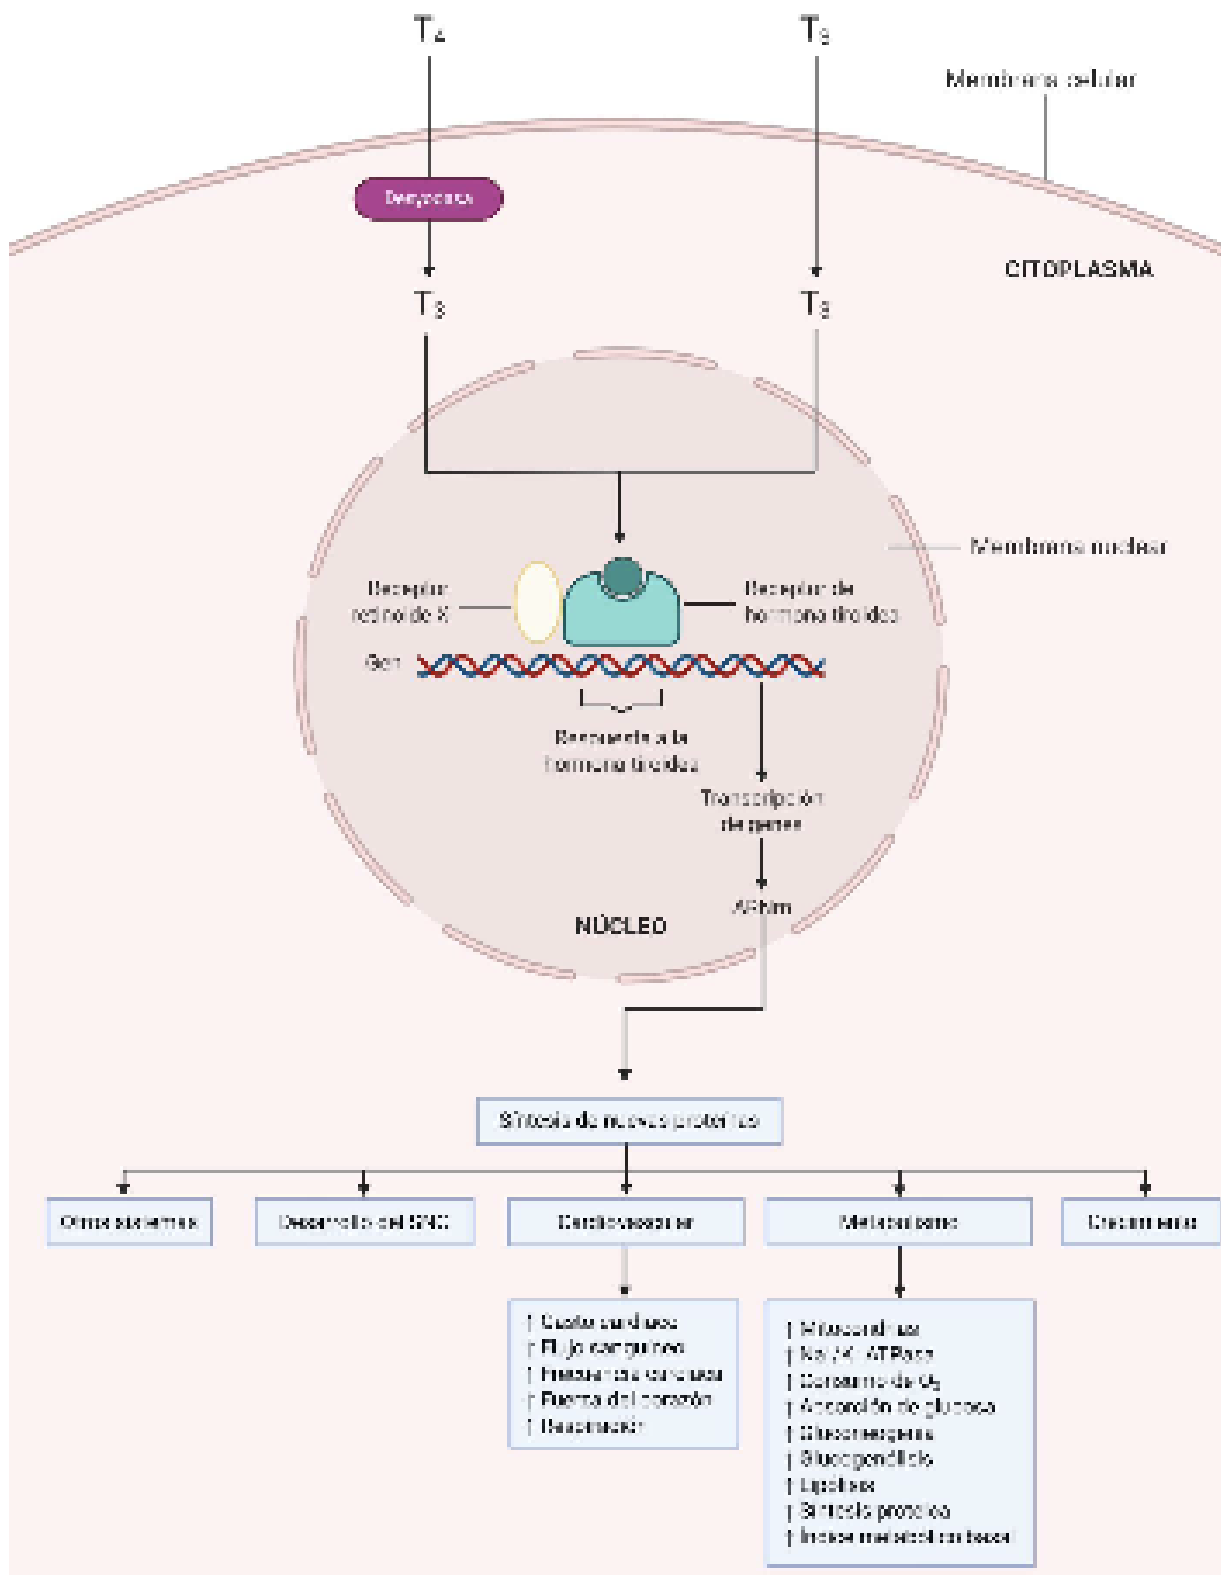 T₄
T₃
Membrana celular
Desyodasa
CITOPLASMA
T₃
T₃
Membrana nuclear
Receptor
retinoide X
Receptor de
hormona tiroidea
Gen
Respuesta a la
hormona tiroidea
Transcripción
de genes
ARNm
NÚCLEO
Síntesis de nuevas proteínas
Otros sistemas
Desarrollo del SNC
Cardiovascular
Metabolismo
Crecimiento
↑ Gasto cardíaco
↑ Flujo sanguíneo
↑ Frecuencia cardíaca
↑ Fuerza del corazón
↑ Respiración
↑ Mitocondrias
↑ Na+/K+ ATPasa
↑ Consumo de O₂
↑ Absorción de glucosa
↑ Gluconeogenia
↑ Glucogenólisis
↑ Lipólisis
↑ Síntesis proteica
↑ Índice metabólico basal